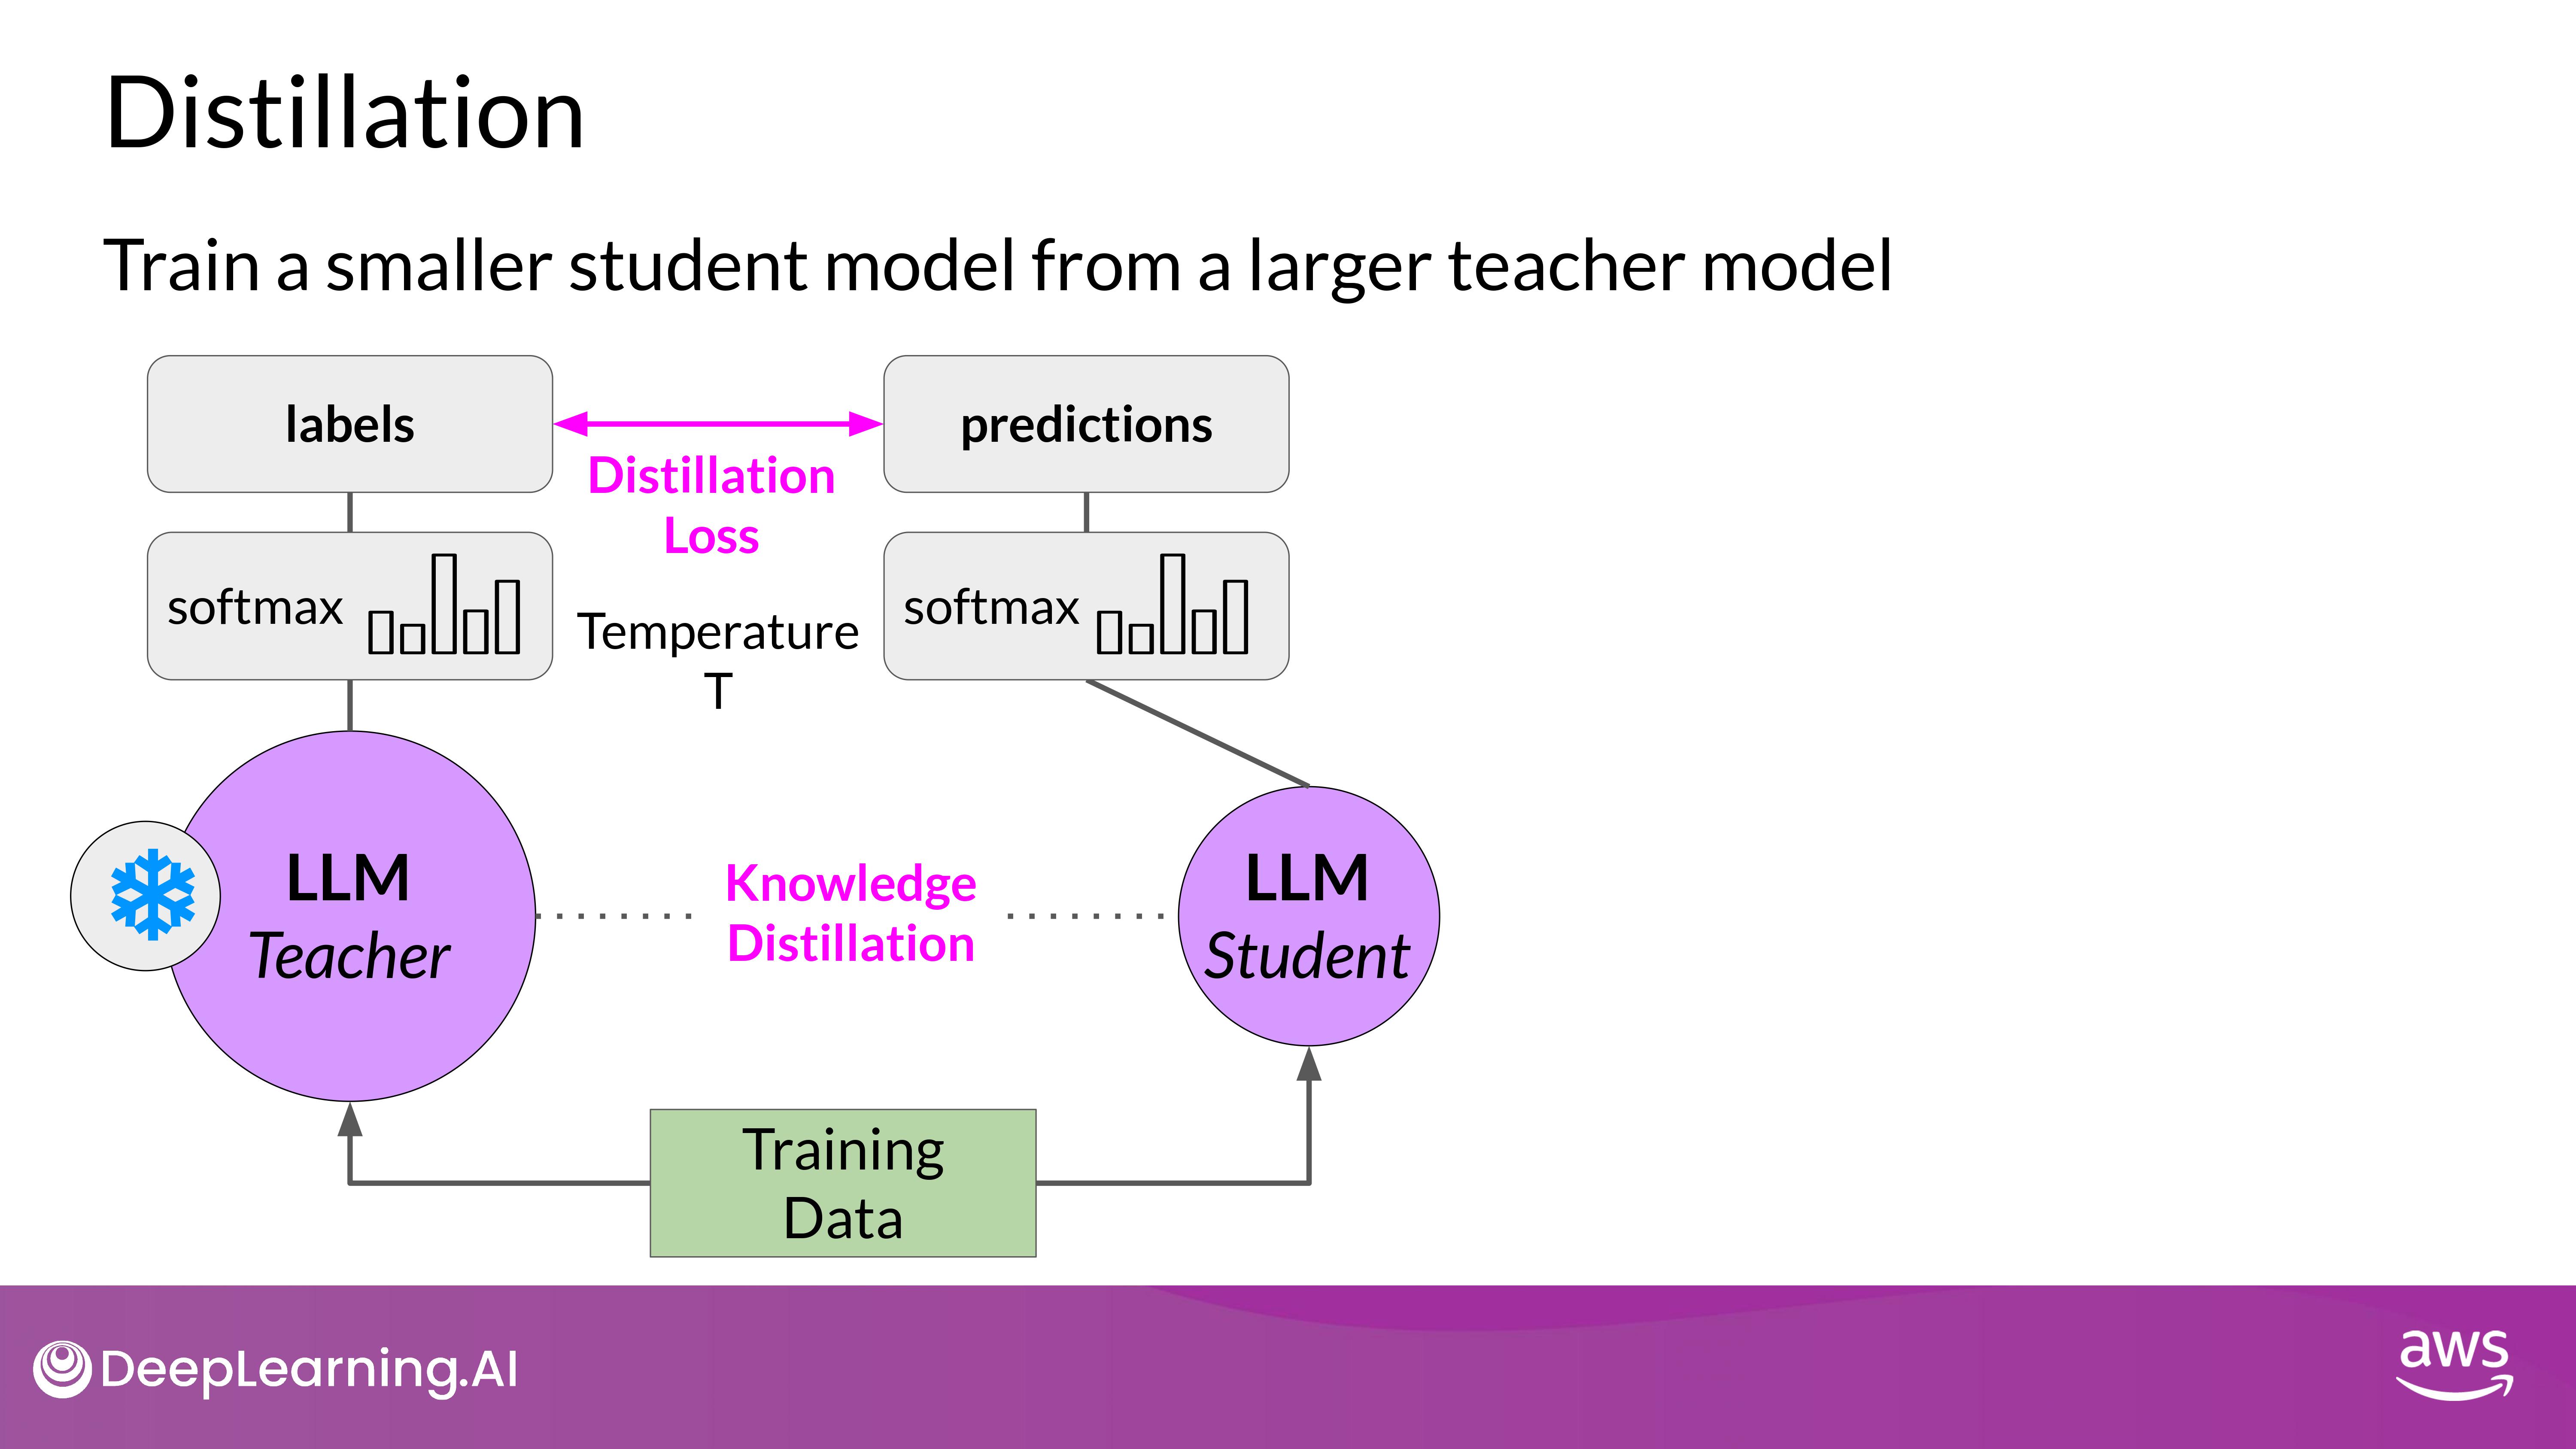 Distillation
Train a smaller student model from a larger teacher model
labels
predictions
Distillation
Loss
softmax
Temperature
T
softmax
LLM
Teacher
Knowledge
Distillation
LLM
Student
Training
Data
DeepLearning.AI
aws